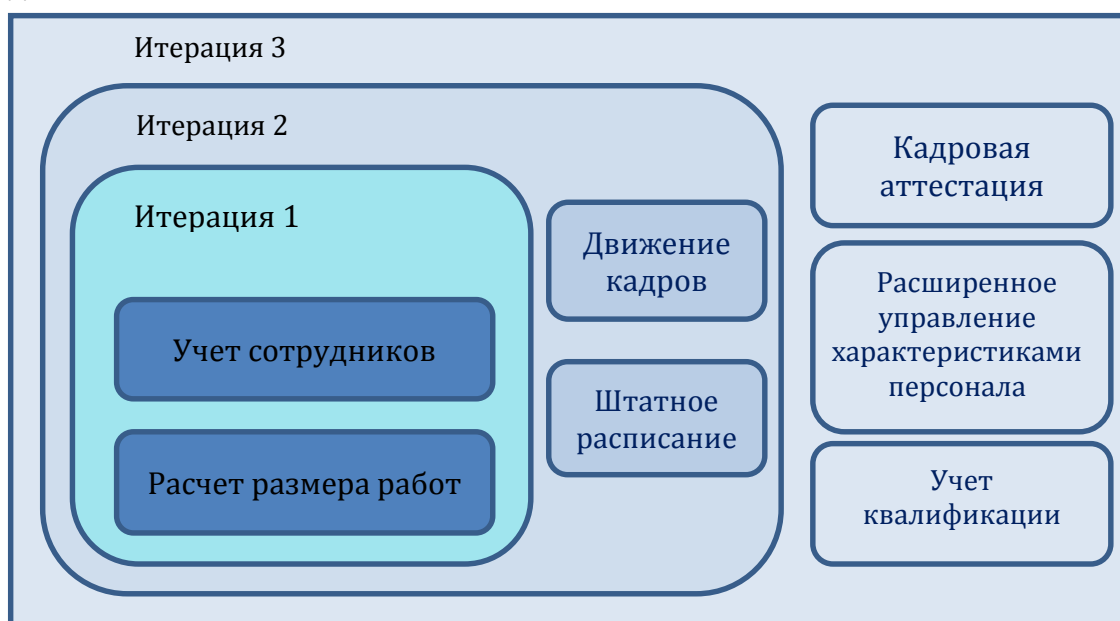 Итерация 3
Итерация 2
Итерация 1
Учет сотрудников
Расчет размера работ
Движение
кадров
Штатное
расписание
Кадровая
аттестация
Расширенное
управление
характеристиками
персонала
Учет
квалификации